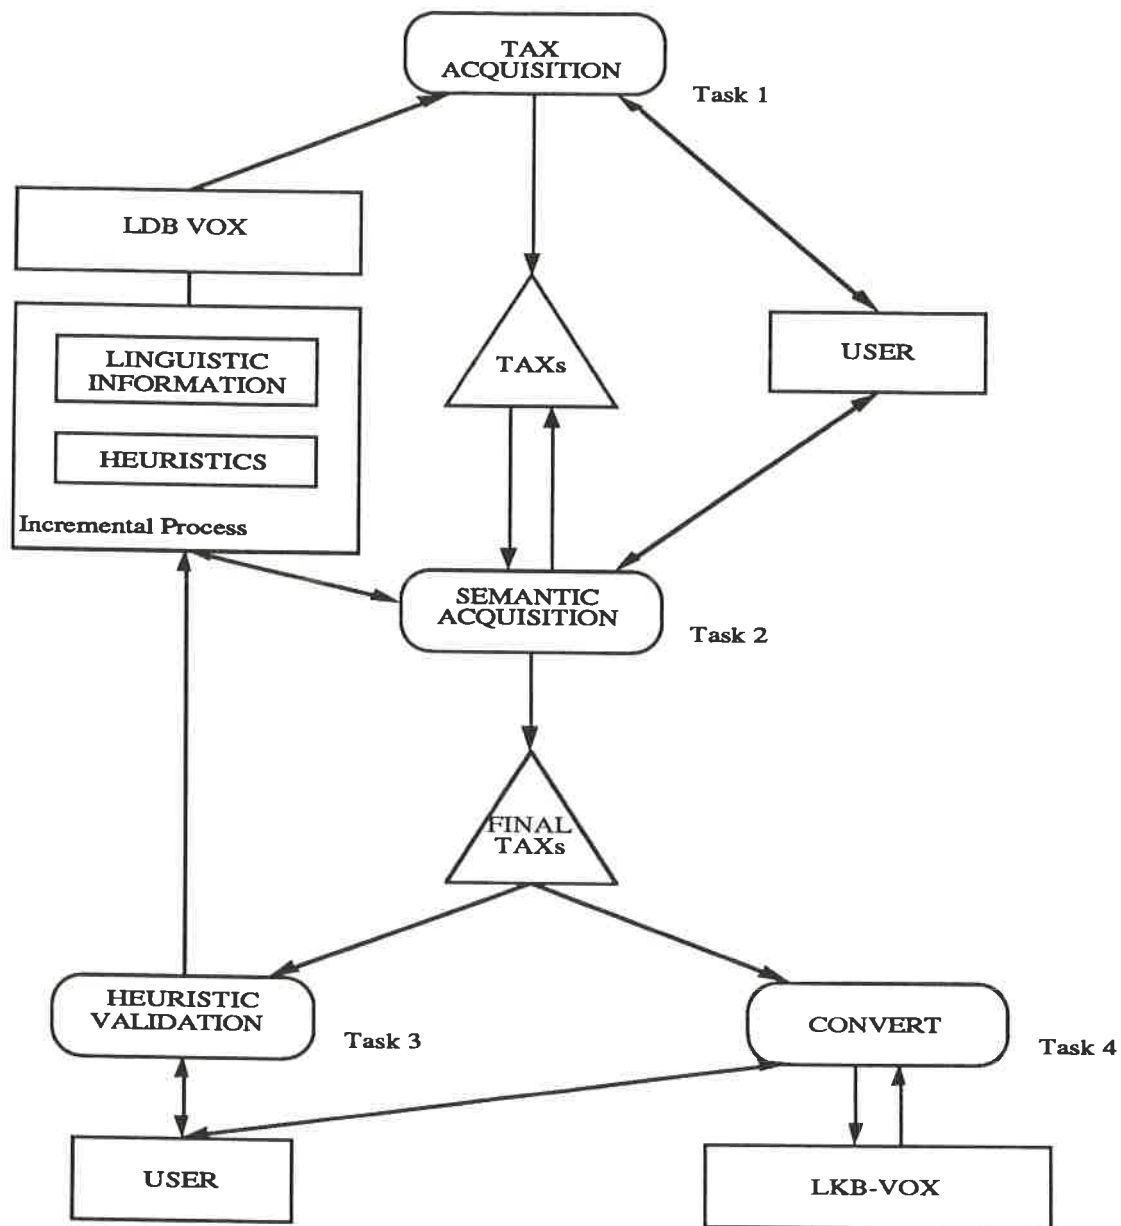 TAX
ACQUISITION
Task 1
LDB VOX
LINGUISTIC
INFORMATION
HEURISTICS
Incremental Process
TAXs
USER
SEMANTIC
ACQUISITION
Task 2
FINAL
TAXs
HEURISTIC
VALIDATION
Task 3
CONVERT
Task 4
USER
LKB-VOX